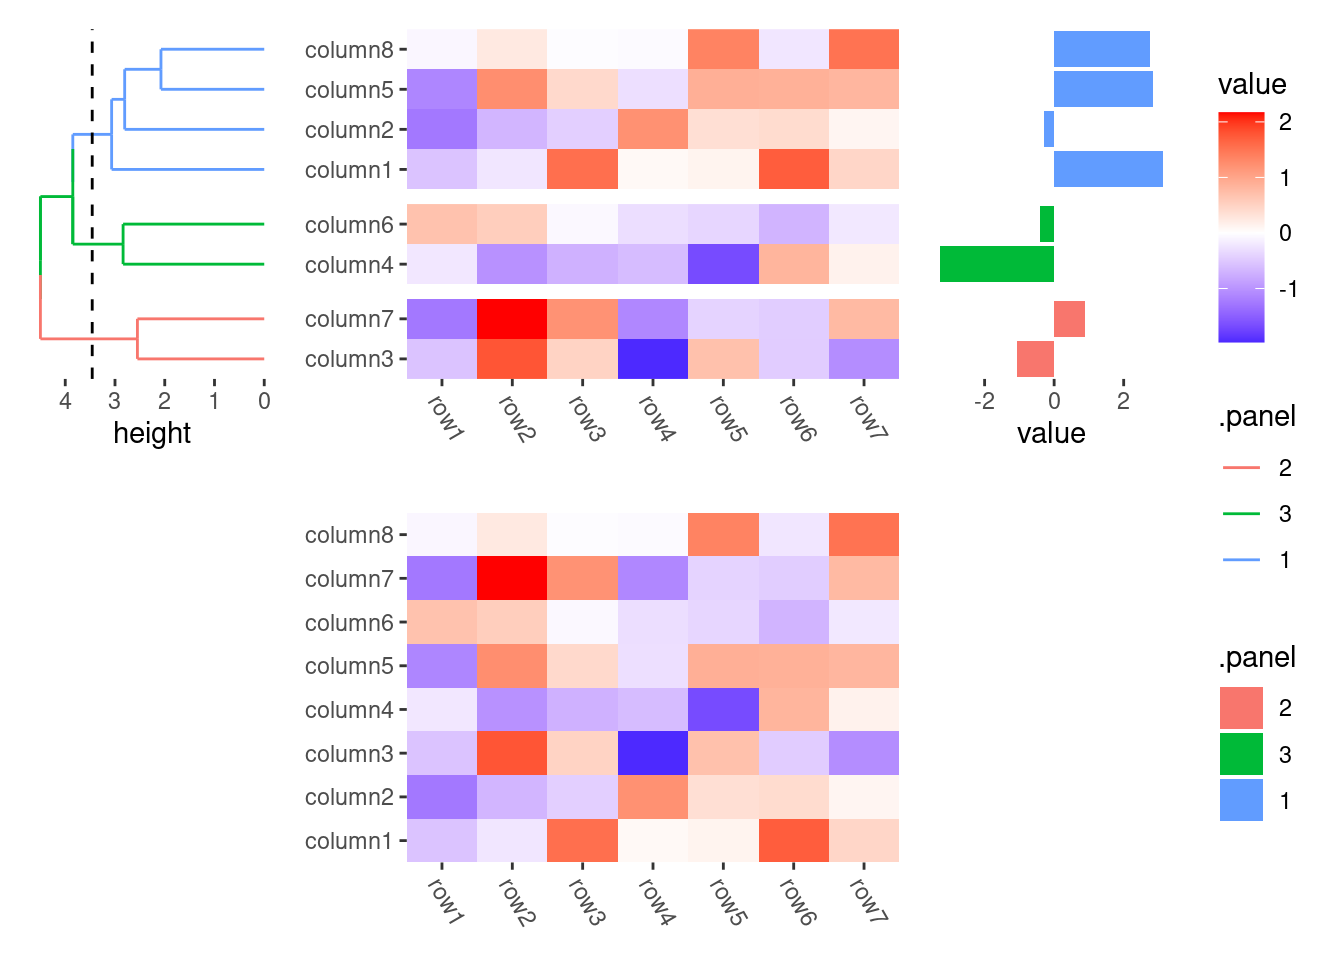 column8
column5
column2
column1
column6
column4
column7
column3
4 3 2 1 0
height
row1 row2 row3 row4 row5 row6 row7
-2 0 2
value
value
2
1
0
-1
.panel
2
3
1
column8
column7
column6
column5
column4
column3
column2
column1
row1 row2 row3 row4 row5 row6 row7
.panel
2
3
1